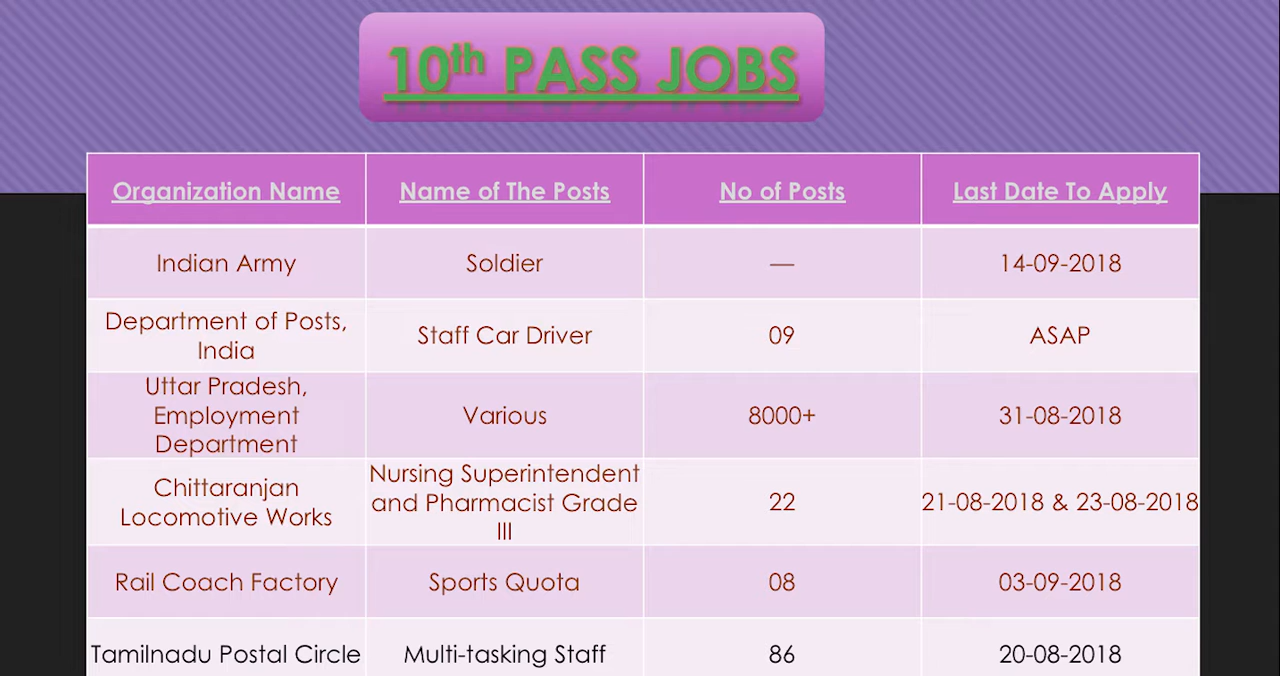 10th PASS JOBS
Organization Name Name of The Posts No of Posts Last Date To Apply
Indian Army Soldier — 14-09-2018
Department of Posts,
India
Staff Car Driver 09 ASAP
Uttar Pradesh,
Employment
Department
Various 8000+ 31-08-2018
Chittaranjan
Locomotive Works
Nursing Superintendent
and Pharmacist Grade
III
22 21-08-2018 & 23-08-2018
Rail Coach Factory Sports Quota 08 03-09-2018
Tamilnadu Postal Circle Multi-tasking Staff 86 20-08-2018